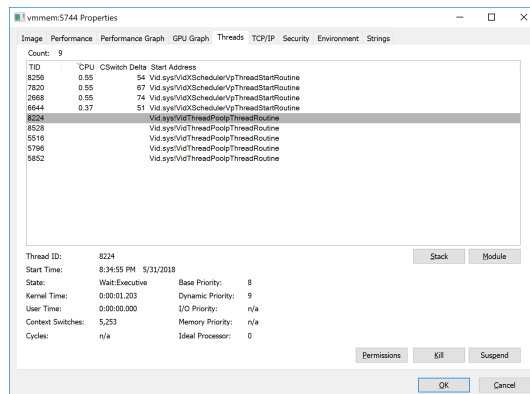 vmmem:5744 Properties
Image Performance Performance Graph GPU Graph Threads TCP/IP Security Environment Strings
Count: 9
TID CPU CSwitch Delta Start Address
8256 0.55 54 Vid.sys!VidXSchedulerVpThreadStartRoutine
7820 0.55 67 Vid.sys!VidXSchedulerVpThreadStartRoutine
2668 0.55 74 Vid.sys!VidXSchedulerVpThreadStartRoutine
6644 0.37 51 Vid.sys!VidXSchedulerVpThreadStartRoutine
8224 Vid.sys!VidThreadPoolpThreadRoutine
8528 Vid.sys!VidThreadPoolpThreadRoutine
5516 Vid.sys!VidThreadPoolpThreadRoutine
5796 Vid.sys!VidThreadPoolpThreadRoutine
5852 Vid.sys!VidThreadPoolpThreadRoutine
Thread ID: 8224 Stack Module
Start Time: 8:34:55 PM 5/31/2018
State: Wait:Executive Base Priority: 8
Kernel Time: 0:00:01.203 Dynamic Priority: 9
User Time: 0:00:00.000 I/O Priority: n/a
Context Switches: 5,253 Memory Priority: n/a
Cycles: n/a Ideal Processor: 0
Permissions Kill Suspend
OK Cancel